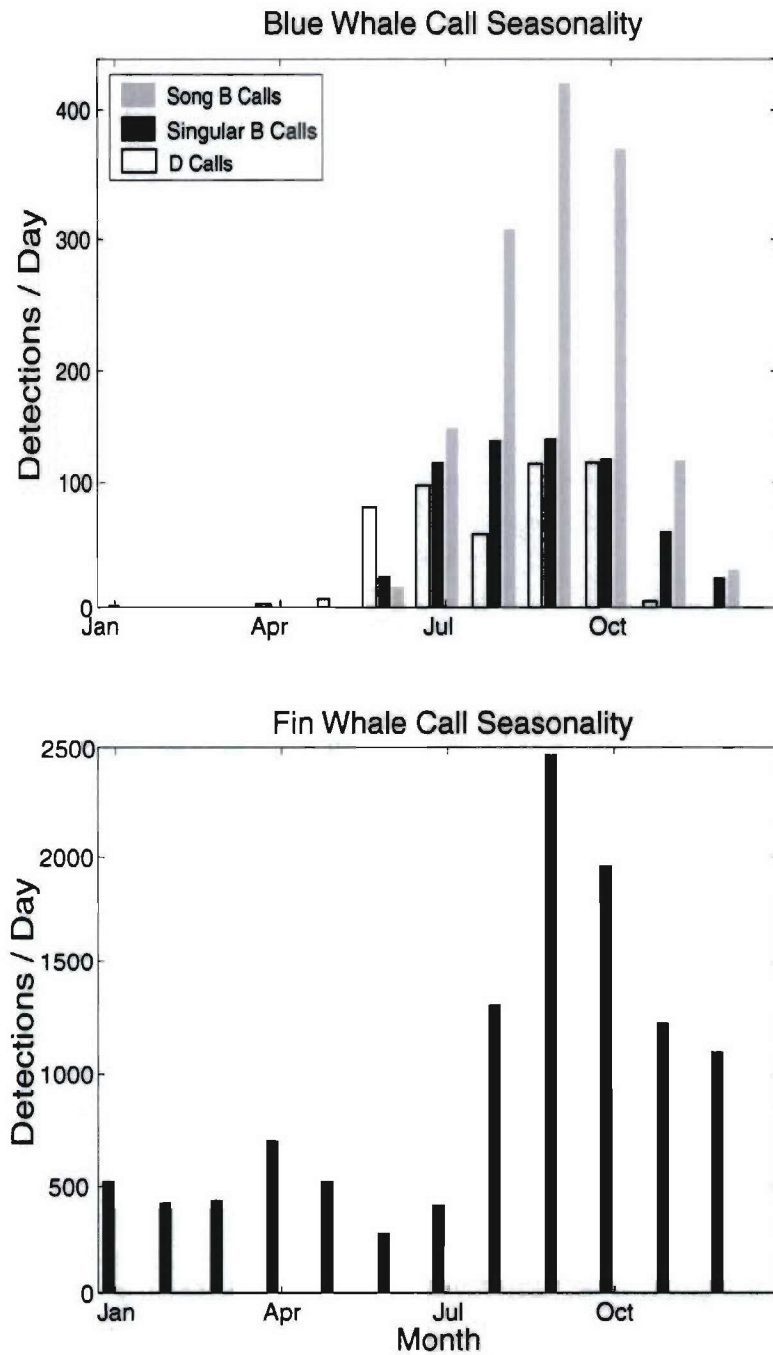 Blue Whale Call Seasonality
Song B Calls
Singular B Calls
D Calls
400
300
200
100
0
Detections / Day
Jan
Apr
Jul
Oct
Fin Whale Call Seasonality
2500
2000
1500
1000
500
0
Detections / Day
Jan
Apr
Jul
Oct
Month